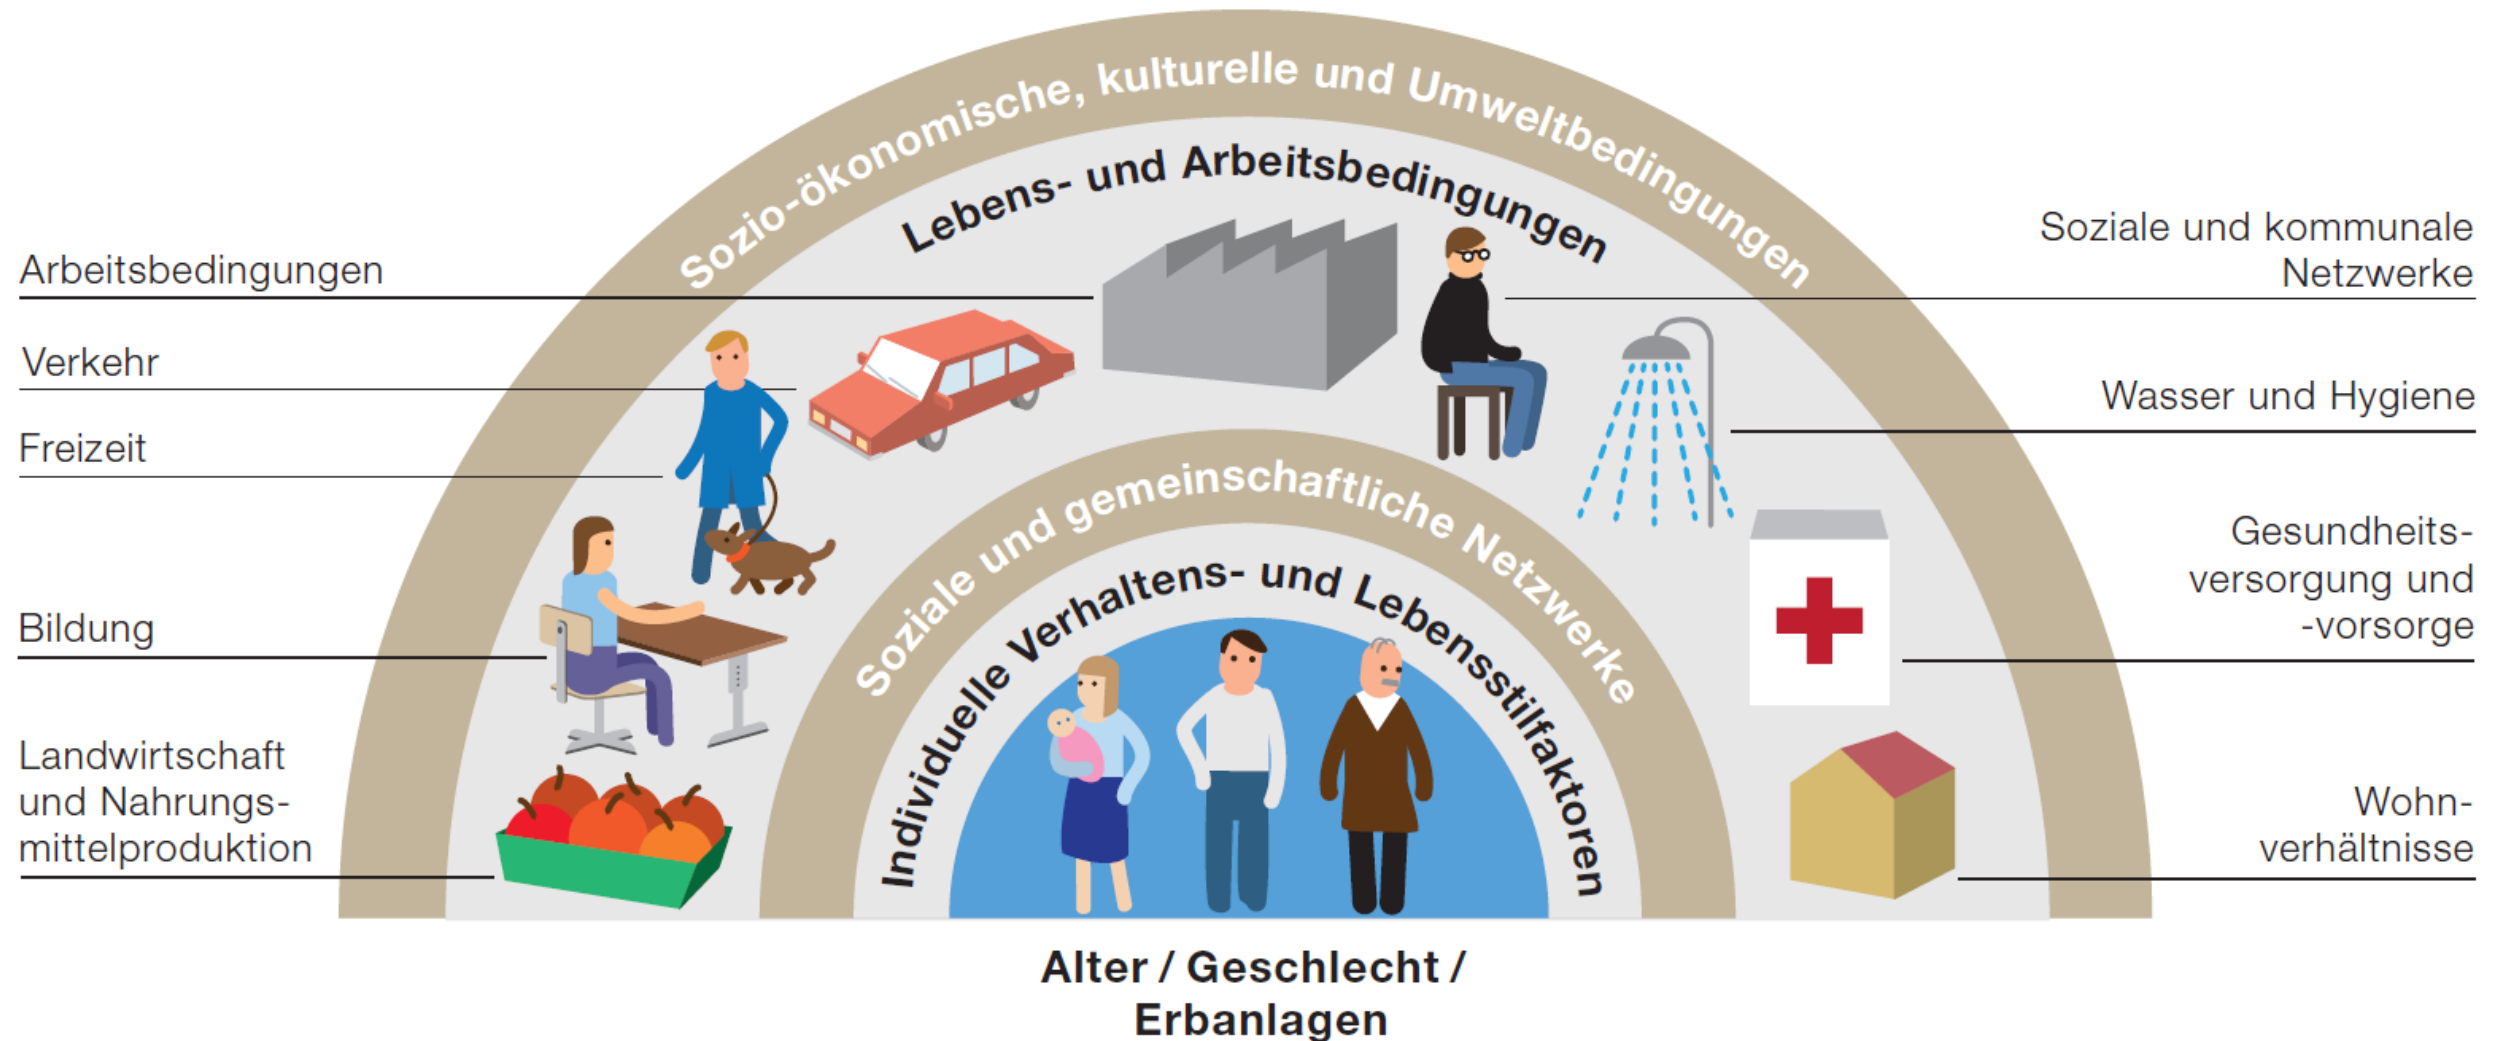 Sozio-ökonomische, kulturelle und Umweltbedingungen
Lebens- und Arbeitsbedingungen
Soziale und gemeinschaftliche Netzwerke
Individuelle Verhaltens- und Lebensstilfaktoren
Arbeitsbedingungen
Verkehr
Freizeit
Bildung
Landwirtschaft
und Nahrungs-
mittelproduktion
Soziale und kommunale
Netzwerke
Wasser und Hygiene
Gesundheits-
versorgung und
-vorsorge
Wohn-
verhältnisse
Alter / Geschlecht /
Erbanlagen